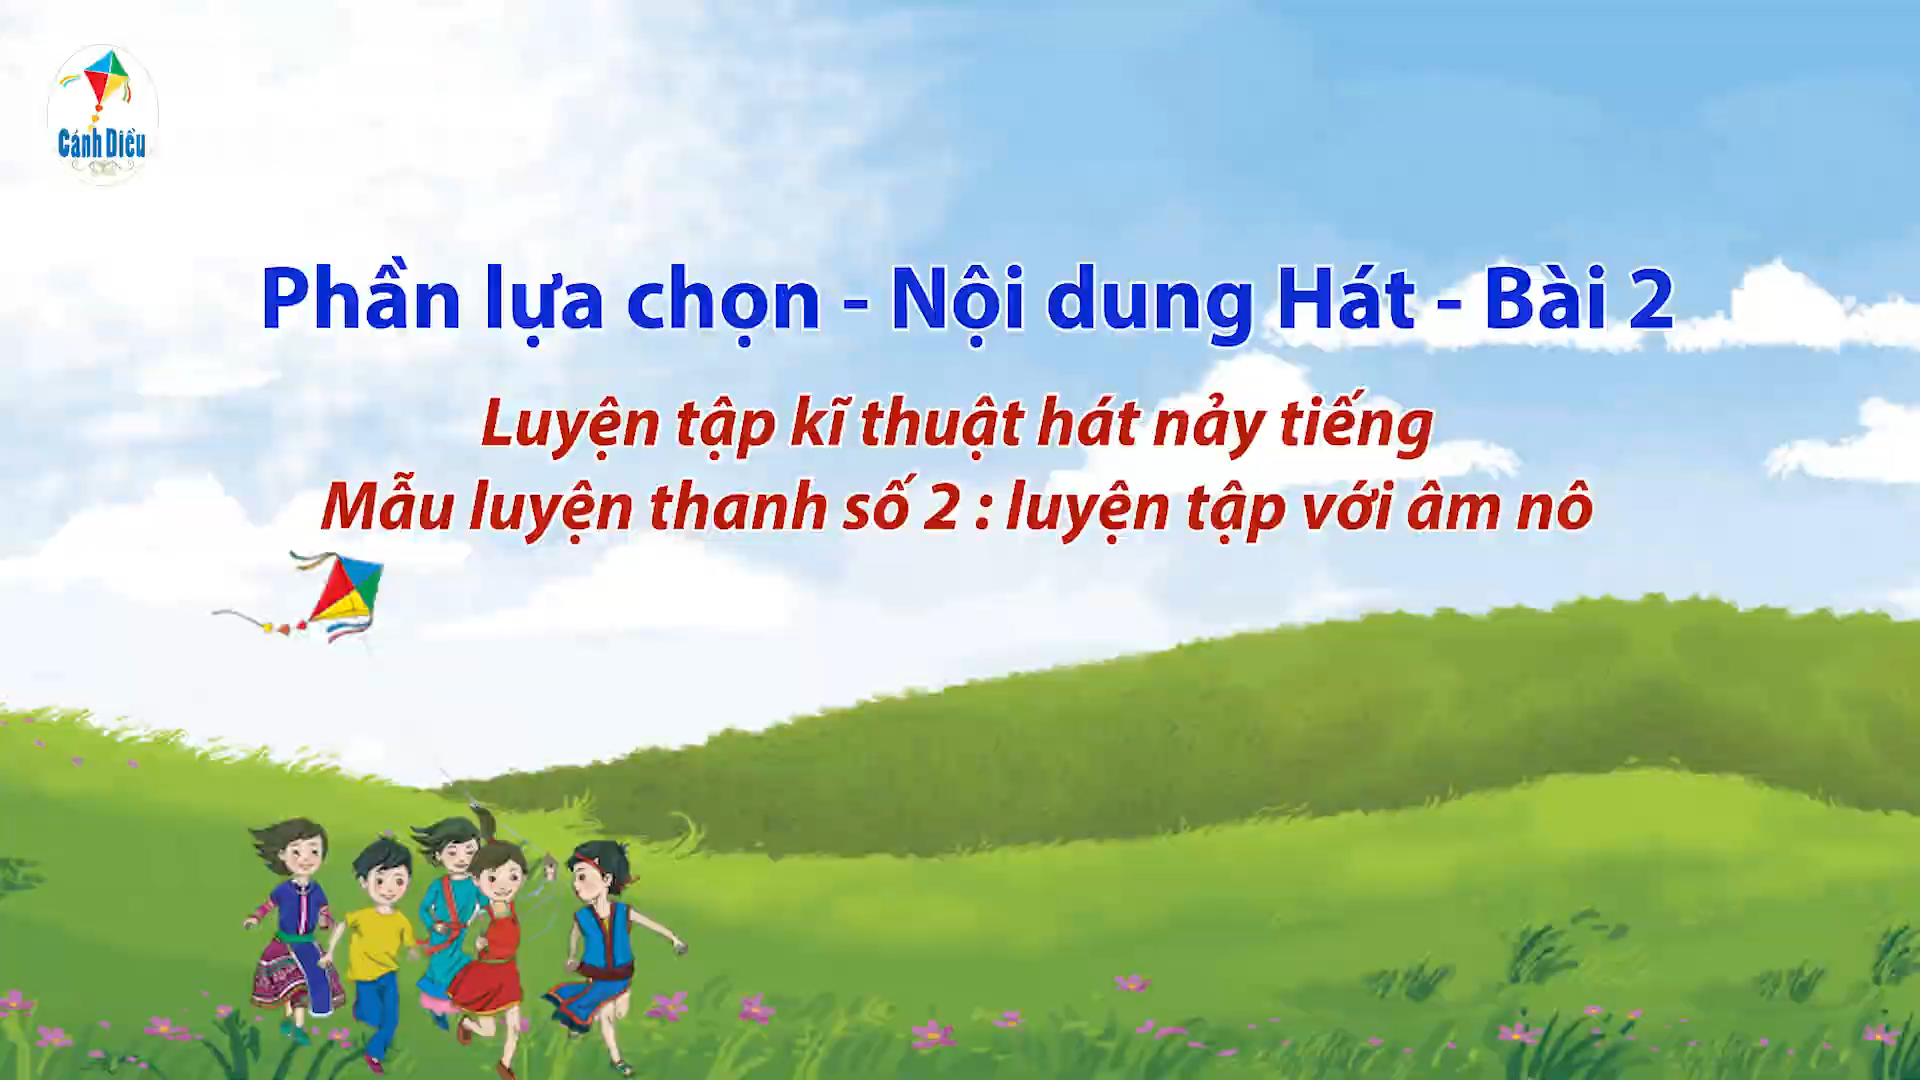 Cánh Diều
Phần lựa chọn - Nội dung Hát - Bài 2
Luyện tập kĩ thuật hát nảy tiếng
Mẫu luyện thanh số 2 : luyện tập với âm nô